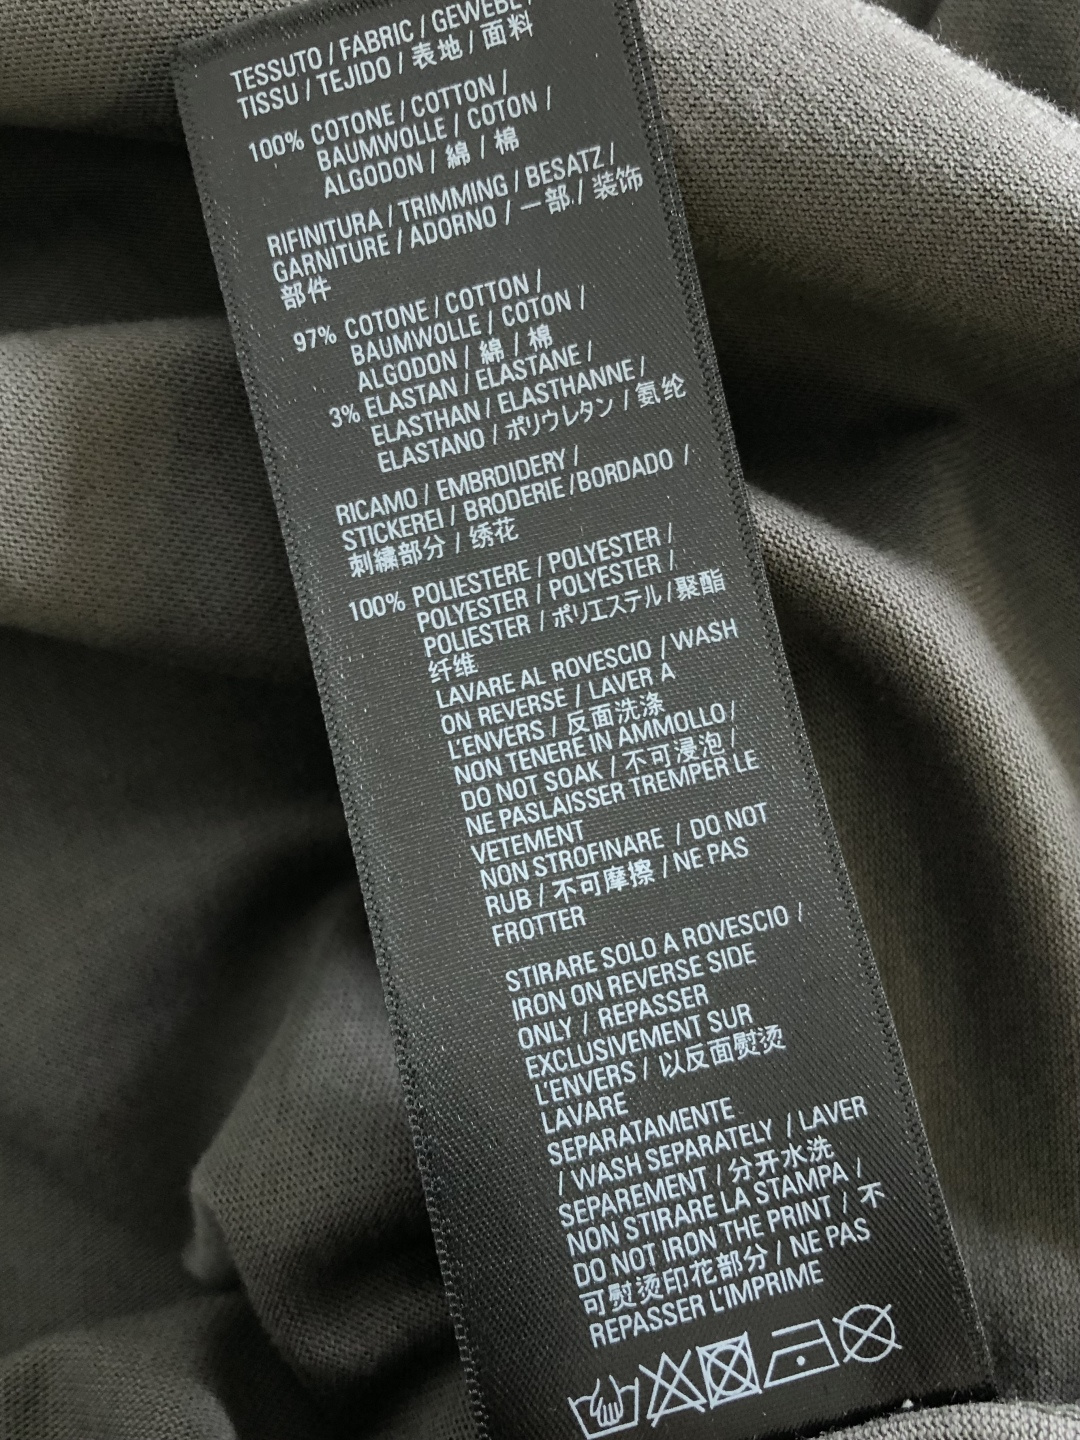 TESSUTO / FABRIC / GEWEBE /
TISSU / TEJIDO / 表地 / 面料
100% COTONE / COTTON /
BAUMWOLLE / COTON /
ALGODON / 綿 / 棉
RIFINITURA / TRIMMING / BESATZ /
GARNITURE / ADORNO / 一部 / 装饰
部件
97% COTONE / COTTON /
BAUMWOLLE / COTON /
ALGODON / 綿 / 棉
3% ELASTAN / ELASTANE /
ELASTHAN / ELASTHANNE /
ELASTANO / ポリウレタン / 氨纶
RICAMO / EMBRDIDERY /
STICKEREI / BRODERIE /BORDADO /
刺繍部分 / 绣花
100% POLIESTERE / POLYESTER /
POLYESTER / POLYESTER /
POLIESTER / ポリエステル / 聚酯
纤维
LAVARE AL ROVESCIO / WASH
ON REVERSE / LAVER A
L'ENVERS / 反面洗涤
NON TENERE IN AMMOLLO /
DO NOT SOAK / 不可浸泡 /
NE PASLAISSER TREMPER LE
VETEMENT
NON STROFINARE / DO NOT
RUB / 不可摩擦 / NE PAS
FROTTER
STIRARE SOLO A ROVESCIO /
IRON ON REVERSE SIDE
ONLY / REPASSER
EXCLUSIVEMENT SUR
L'ENVERS / 以反面熨烫
LAVARE
SEPARATAMENTE
/ WASH SEPARATELY / LAVER
SEPAREMENT / 分开水洗
NON STIRARE LA STAMPA /
DO NOT IRON THE PRINT / 不
可熨烫印花部分 / NE PAS
REPASSER L'IMPRIME